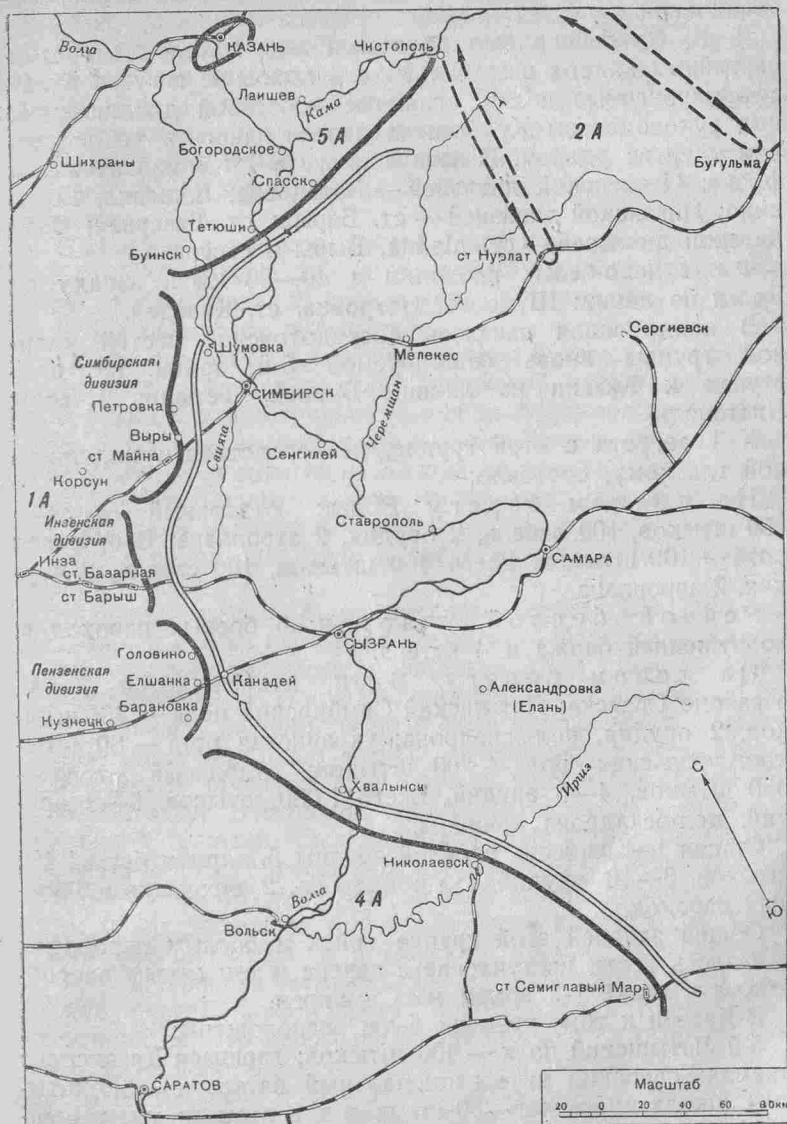 Волга
КАЗАНЬ
Чистополь
Лаишев
Кама
5 А
2 А
Богородское
Шихраны
Бугульма
Спасск
Тетюши
Буинск
ст Нурлат
Сергиевск
Шумовка
Мелекес
Симбирская
дивизия
СИМБИРСК
Петровка
Черемшан
Выры
Свияга
ст Майна
Сенгилей
Корсун
1 А
Инзенская
дивизия
Ставрополь
Инза
САМАРА
ст. Базарная
ст Барыш
СЫЗРАНЬ
Пензенская
дивизия
Головино
Елшанка
Канадей
Александровка
(Елань)
Кузнецк
Барановка
С
Хвалынск
Иргиз
Николаевск
Волга
4 А
Ю
Вольск
ст Семиглавый Мар
САРАТОВ
Масштаб
20 0 20 40 60 80км